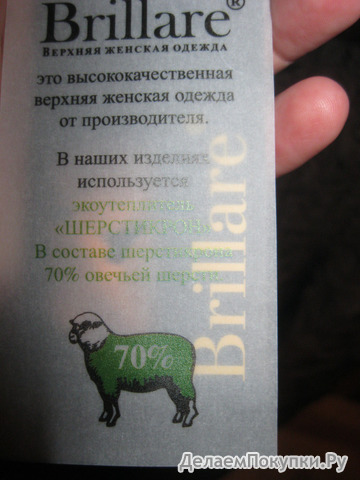 Brillare®
ВЕРХНЯЯ ЖЕНСКАЯ ОДЕЖДА
это высококачественная
верхняя женская одежда
от производителя.
В наших изделиях
используется
экоутеплитель
«ШЕРСТИКРОН»
В составе
70% овечьей шерсти
Brillare
70%
ДелаемПокупки.Ру